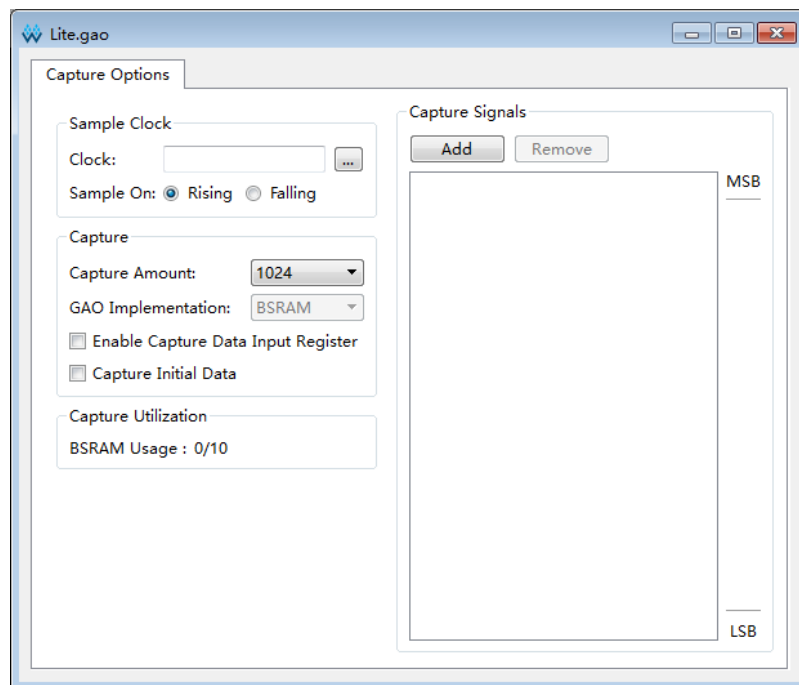 Lite.gao
Capture Options
Sample Clock
Clock:
...
Sample On: Rising Falling
Capture
Capture Amount: 1024
GAO Implementation: BSRAM
Enable Capture Data Input Register
Capture Initial Data
Capture Utilization
BSRAM Usage : 0/10
Capture Signals
Add Remove
MSB
LSB